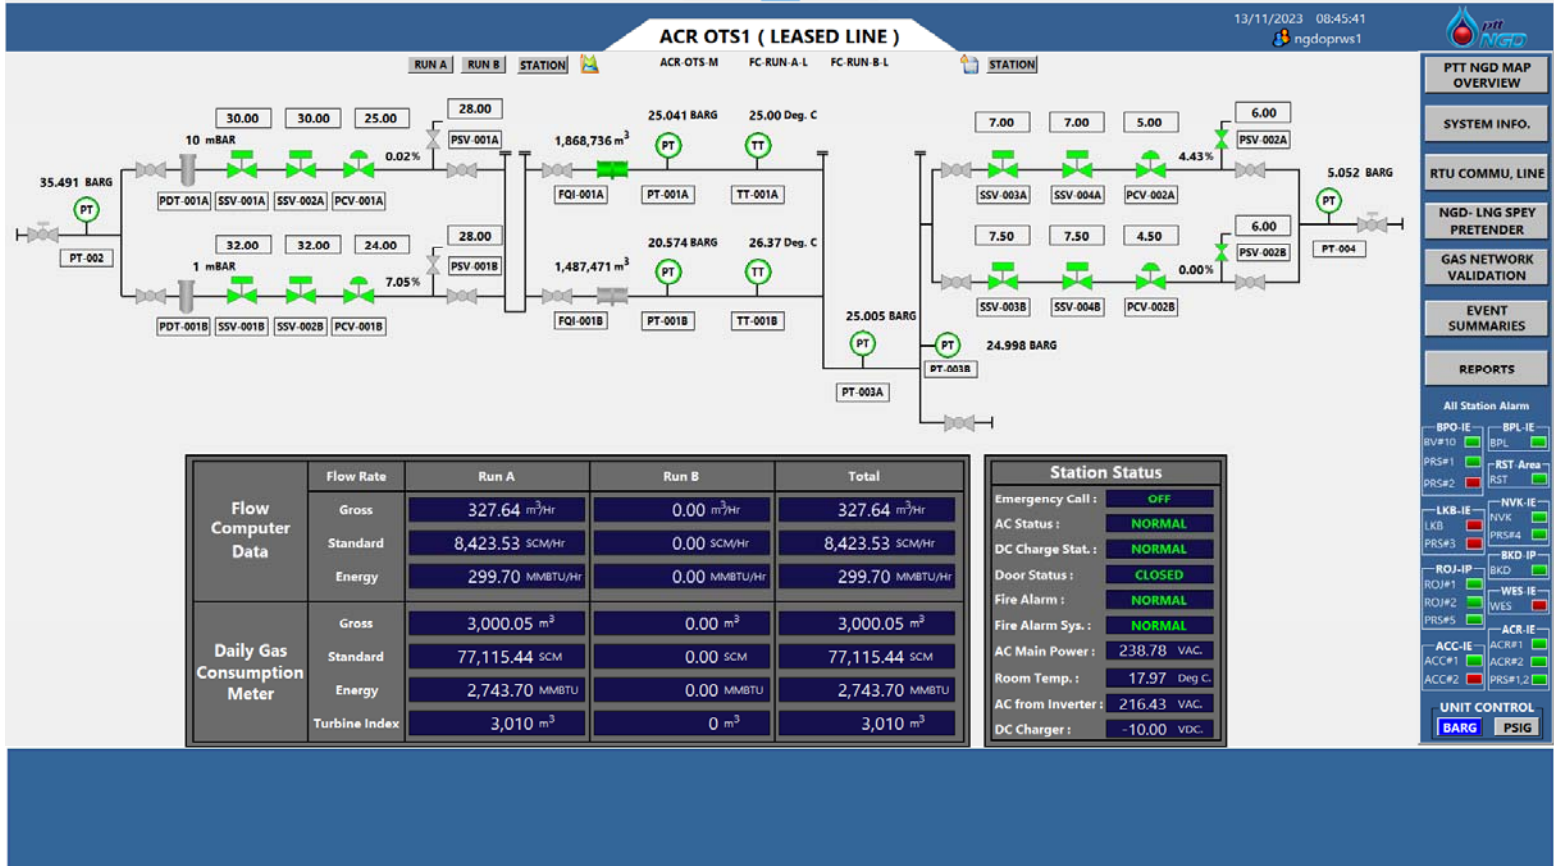 13/11/2023 08:45:41
ngdoprws1
ptt
NGD
ACR OTS1 ( LEASED LINE )
RUN A RUN B STATION
ACR-OTS-M FC-RUN-A-L FC-RUN-B-L
STATION
30.00 30.00 25.00 28.00
10 mBAR
0.02%
PSV-001A
PDT-001A SSV-001A SSV-002A PCV-001A
35.491 BARG
PT
PT-002
32.00 32.00 24.00 28.00
1 mBAR
7.05%
PSV-001B
PDT-001B SSV-001B SSV-002B PCV-001B
25.041 BARG 25.00 Deg. C
1,868,736 m³
PT TT
FQI-001A PT-001A TT-001A
20.574 BARG 26.37 Deg. C
1,487,471 m³
PT TT
FQI-001B PT-001B TT-001B
25.005 BARG
PT
PT-003A
PT
24.998 BARG
PT-003B
7.00 7.00 5.00 6.00
4.43%
PSV-002A
SSV-003A SSV-004A PCV-002A
7.50 7.50 4.50 6.00
0.00%
PSV-002B
SSV-003B SSV-004B PCV-002B
5.052 BARG
PT
PT-004
Flow Rate Run A Run B Total
Flow Computer Data
Gross 327.64 m³/Hr 0.00 m³/Hr 327.64 m³/Hr
Standard 8,423.53 SCM/Hr 0.00 SCM/Hr 8,423.53 SCM/Hr
Energy 299.70 MMBTU/Hr 0.00 MMBTU/Hr 299.70 MMBTU/Hr
Daily Gas Consumption Meter
Gross 3,000.05 m³ 0.00 m³ 3,000.05 m³
Standard 77,115.44 SCM 0.00 SCM 77,115.44 SCM
Energy 2,743.70 MMBTU 0.00 MMBTU 2,743.70 MMBTU
Turbine Index 3,010 m³ 0 m³ 3,010 m³
Station Status
Emergency Call : OFF
AC Status : NORMAL
DC Charge Stat. : NORMAL
Door Status : CLOSED
Fire Alarm : NORMAL
Fire Alarm Sys. : NORMAL
AC Main Power : 238.78 VAC.
Room Temp. : 17.97 Deg C.
AC from Inverter : 216.43 VAC.
DC Charger : -10.00 VDC.
PTT NGD MAP
OVERVIEW
SYSTEM INFO.
RTU COMMU, LINE
NGD- LNG SPEY
PRETENDER
GAS NETWORK
VALIDATION
EVENT
SUMMARIES
REPORTS
All Station Alarm
BPO-IE
BV#10
PRS#1
PRS#2
LKB-IE
LKB
PRS#3
ROJ-IP
ROJ#1
ROJ#2
PRS#5
ACC-IE
ACC#1
ACC#2
BPL-IE
BPL
RST-Area
RST
NVK-IE
NVK
PRS#4
BKD-IP
BKD
WES-IE
WES
ACR-IE
ACR#1
ACR#2
PRS#1,2
UNIT CONTROL
BARG PSIG